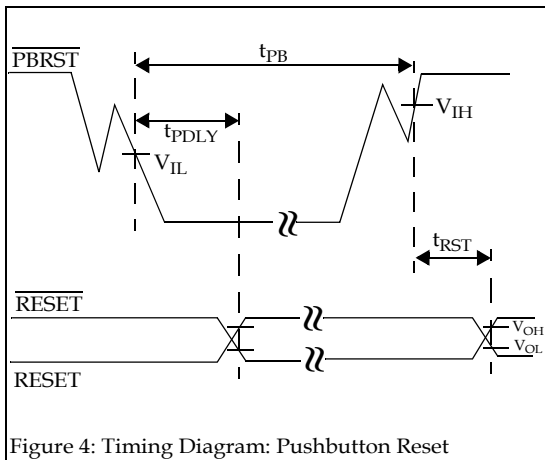 PBRST
tPB
tPDLY
VIH
VIL
tRST
RESET
VOH
VOL
RESET
Figure 4: Timing Diagram: Pushbutton Reset